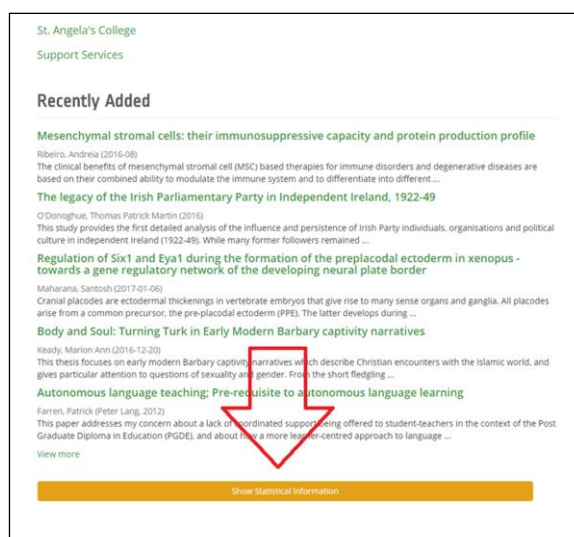 St. Angela's College
Support Services
Recently Added
Mesenchymal stromal cells: their immunosuppressive capacity and protein production profile
Ribeiro, Andreia (2016-08)
The clinical benefits of mesenchymal stromal cell (MSC) based therapies for immune disorders and degenerative diseases are
based on their combined ability to modulate the immune system and to differentiate into different ...
The legacy of the Irish Parliamentary Party in Independent Ireland, 1922-49
O'Donoghue, Thomas Patrick Martin (2016)
This study provides the first detailed analysis of the influence and persistence of Irish Party individuals, organisations and political
culture in independent Ireland (1922-49). While many former followers remained ...
Regulation of Six1 and Eya1 during the formation of the preplacodal ectoderm in xenopus -
towards a gene regulatory network of the developing neural plate border
Maharana, Santosh (2017-01-06)
Cranial placodes are ectodermal thickenings in vertebrate embryos that give rise to many sense organs and ganglia. All placodes
arise from a common precursor, the pre-placodal ectoderm (PPE). The latter develops during ...
Body and Soul: Turning Turk in Early Modern Barbary captivity narratives
Keady, Marion Ann (2016-12-20)
This thesis focuses on early modern Barbary captivity narratives which describe Christian encounters with the Islamic world, and
gives particular attention to questions of sexuality and gender. From the short fledgling ...
Autonomous language teaching; Pre-requisite to autonomous language learning
Farren, Patrick (Peter Lang, 2012)
This paper addresses my concern about a lack of coordinated support being offered to student-teachers in the context of the Post
Graduate Diploma in Education (PGDE), and about how a more learner-centred approach to language ...
View more
Show Statistical Information